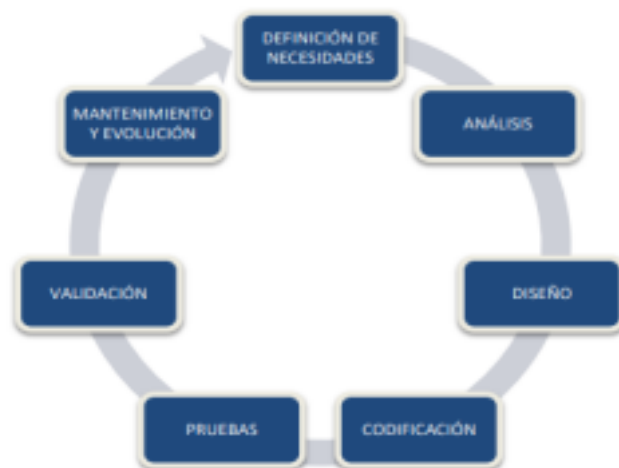 DEFINICIÓN DE
NECESIDADES
ANÁLISIS
DISEÑO
CODIFICACIÓN
PRUEBAS
VALIDACIÓN
MANTENIMIENTO
Y EVOLUCIÓN